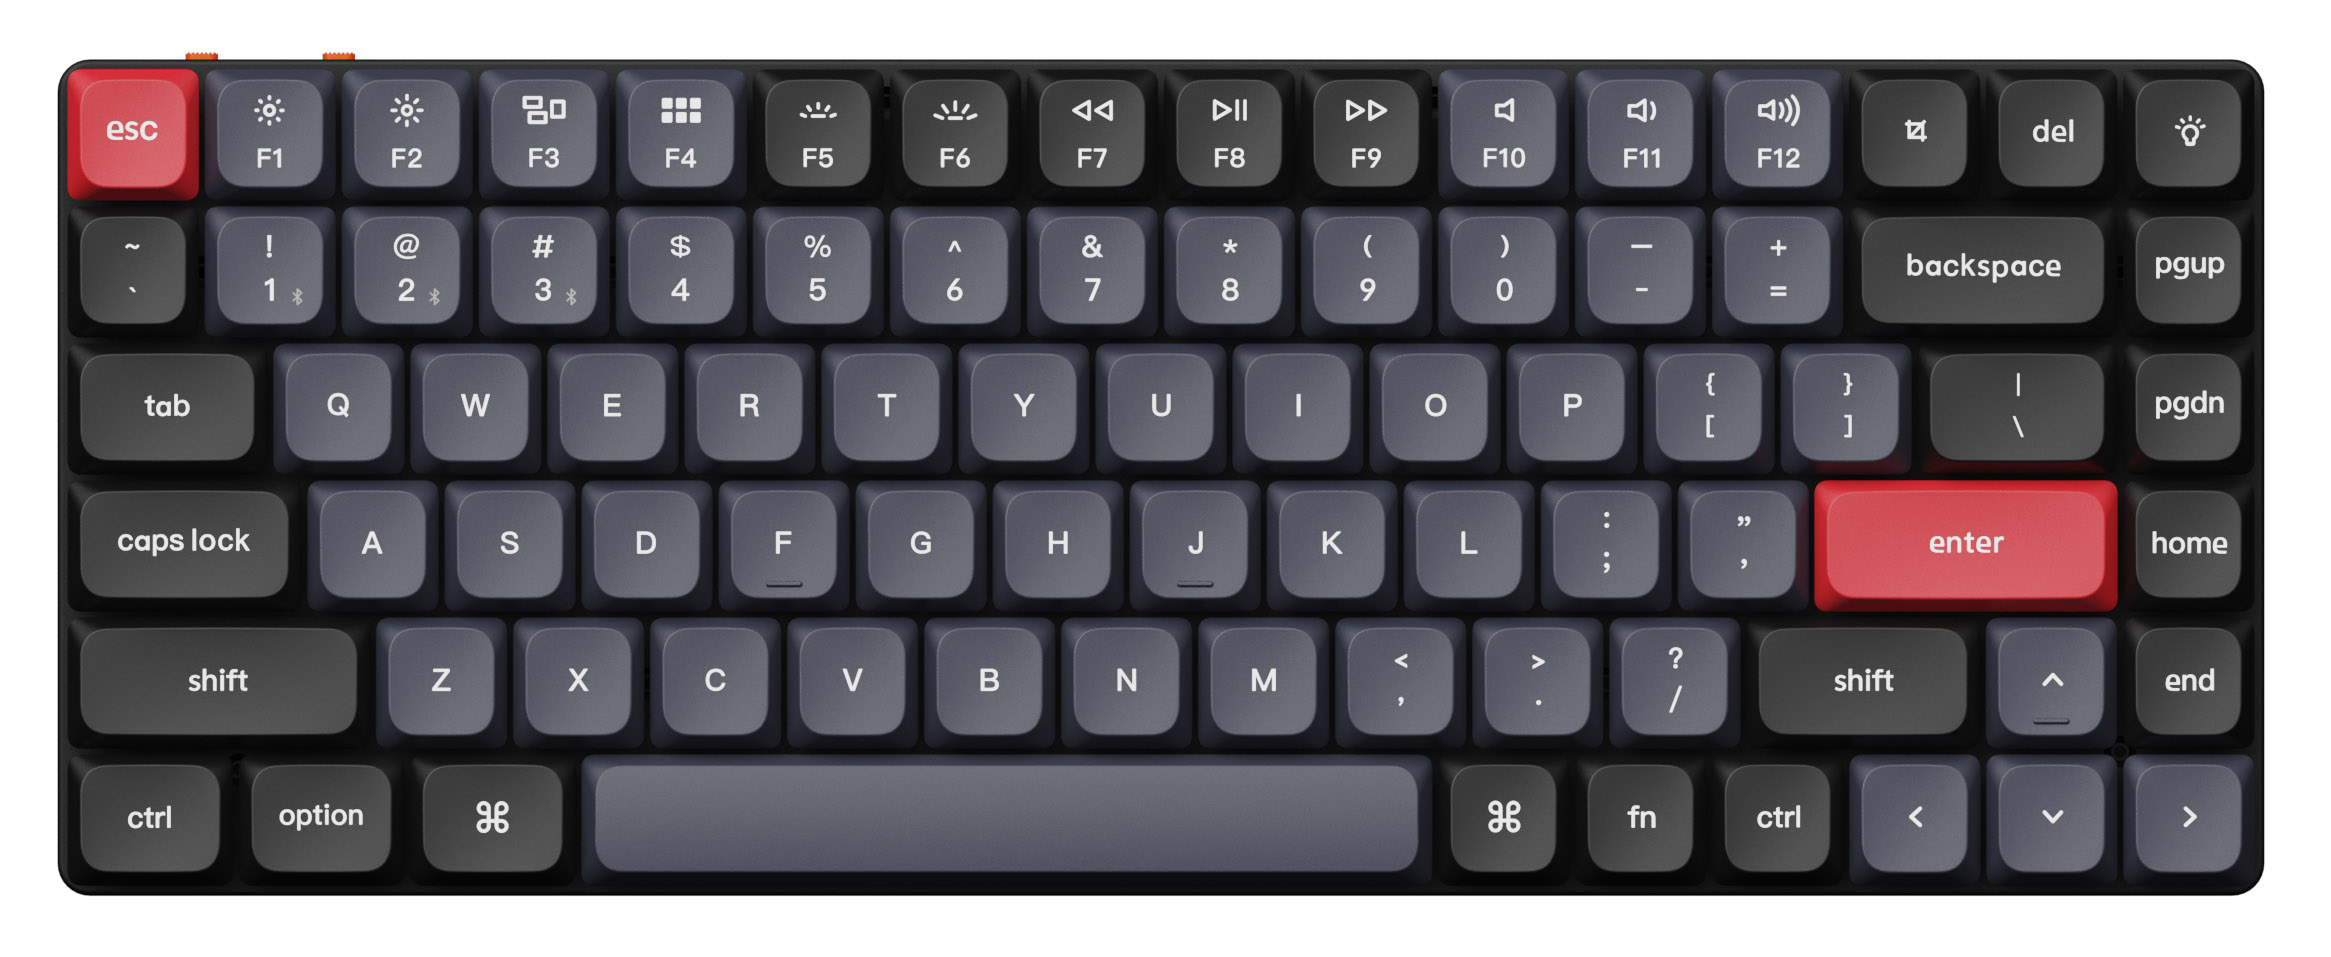 esc F1 F2 F3 F4 F5 F6 F7 F8 F9 F10 F11 F12 del
~ ! @ # $ % ^ & * ( ) — +
` 1 2 3 4 5 6 7 8 9 0 - = backspace pgup
tab Q W E R T Y U I O P { } | pgdn
[ ] \
caps lock A S D F G H J K L : ” enter home
; ’
shift Z X C V B N M < > ? shift ^ end
, . /
ctrl option ⌘ ⌘ fn ctrl < ⌄ >